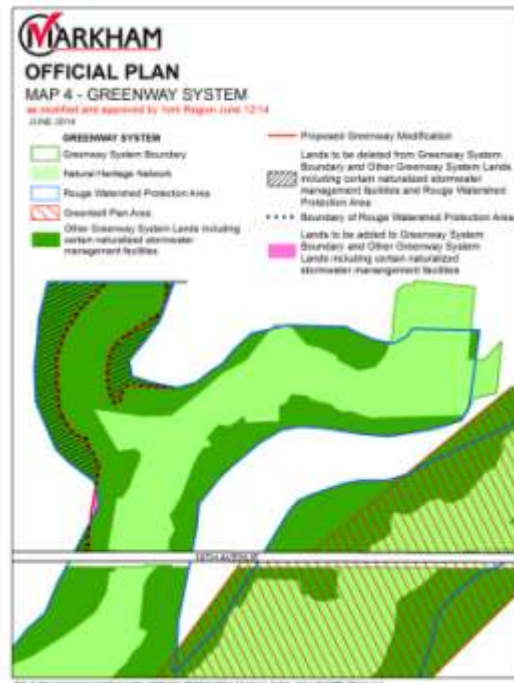 MARKHAM
OFFICIAL PLAN
MAP 4 - GREENWAY SYSTEM
as modified and approved by York Region June 12/14
JUNE 2014
GREENWAY SYSTEM
Greenway System Boundary
Natural Heritage Network
Rouge Watershed Protection Area
Greenbelt Plan Area
Other Greenway System Lands including
certain naturalized stormwater
management facilities
Proposed Greenway Modification
Lands to be deleted from Greenway System
Boundary and Other Greenway System Lands
including certain naturalized stormwater
management facilities and Rouge Watershed
Protection Area
Boundary of Rouge Watershed Protection Area
Lands to be added to Greenway System
Boundary and Other Greenway System
Lands including certain naturalized
stormwater manangement facilities